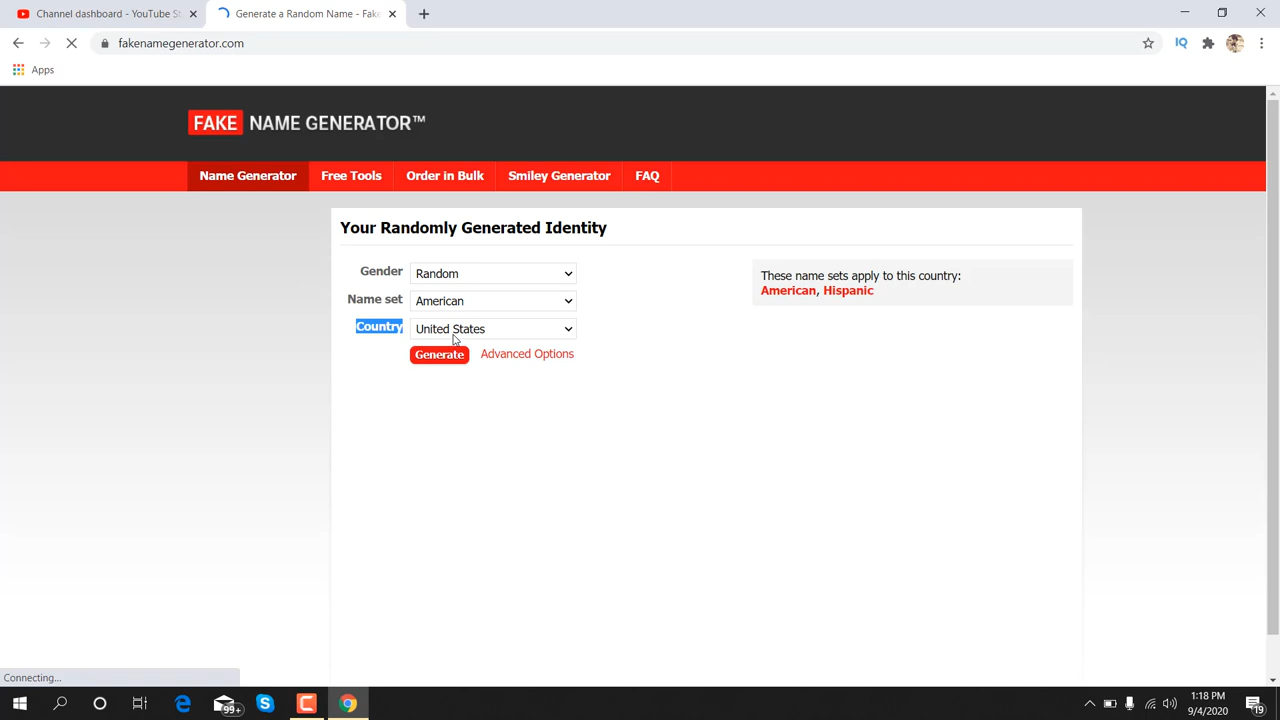 Channel dashboard - YouTube St
Generate a Random Name - Fak
fakenamegenerator.com
IQ
Apps
FAKE NAME GENERATOR™
Name Generator
Free Tools
Order in Bulk
Smiley Generator
FAQ
Your Randomly Generated Identity
Gender
Random
These name sets apply to this country:
American, Hispanic
Name set
American
Country
United States
Generate
Advanced Options
Connecting...
99+
1:18 PM
9/4/2020
19